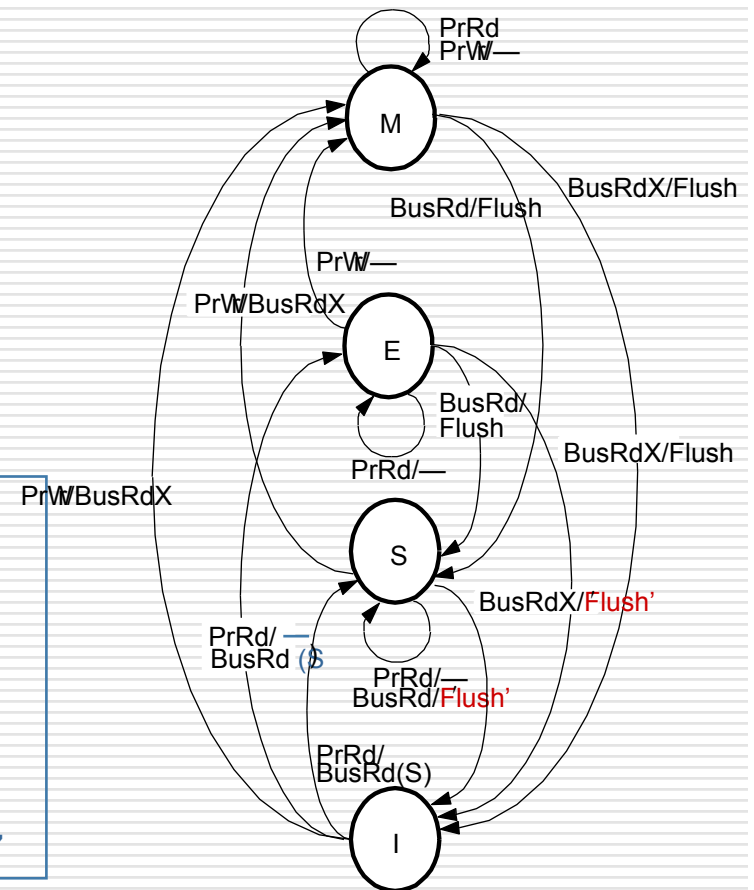 PrRd
PrWr/—
M
BusRdX/Flush
BusRd/Flush
PrWr/—
PrWr/BusRdX
E
BusRd/
Flush
BusRdX/Flush
PrRd/—
PrWr/BusRdX
S
BusRdX/Flush’
PrRd/
BusRd(S)
PrRd/—
BusRd/Flush’
PrRd/
BusRd(S)
I